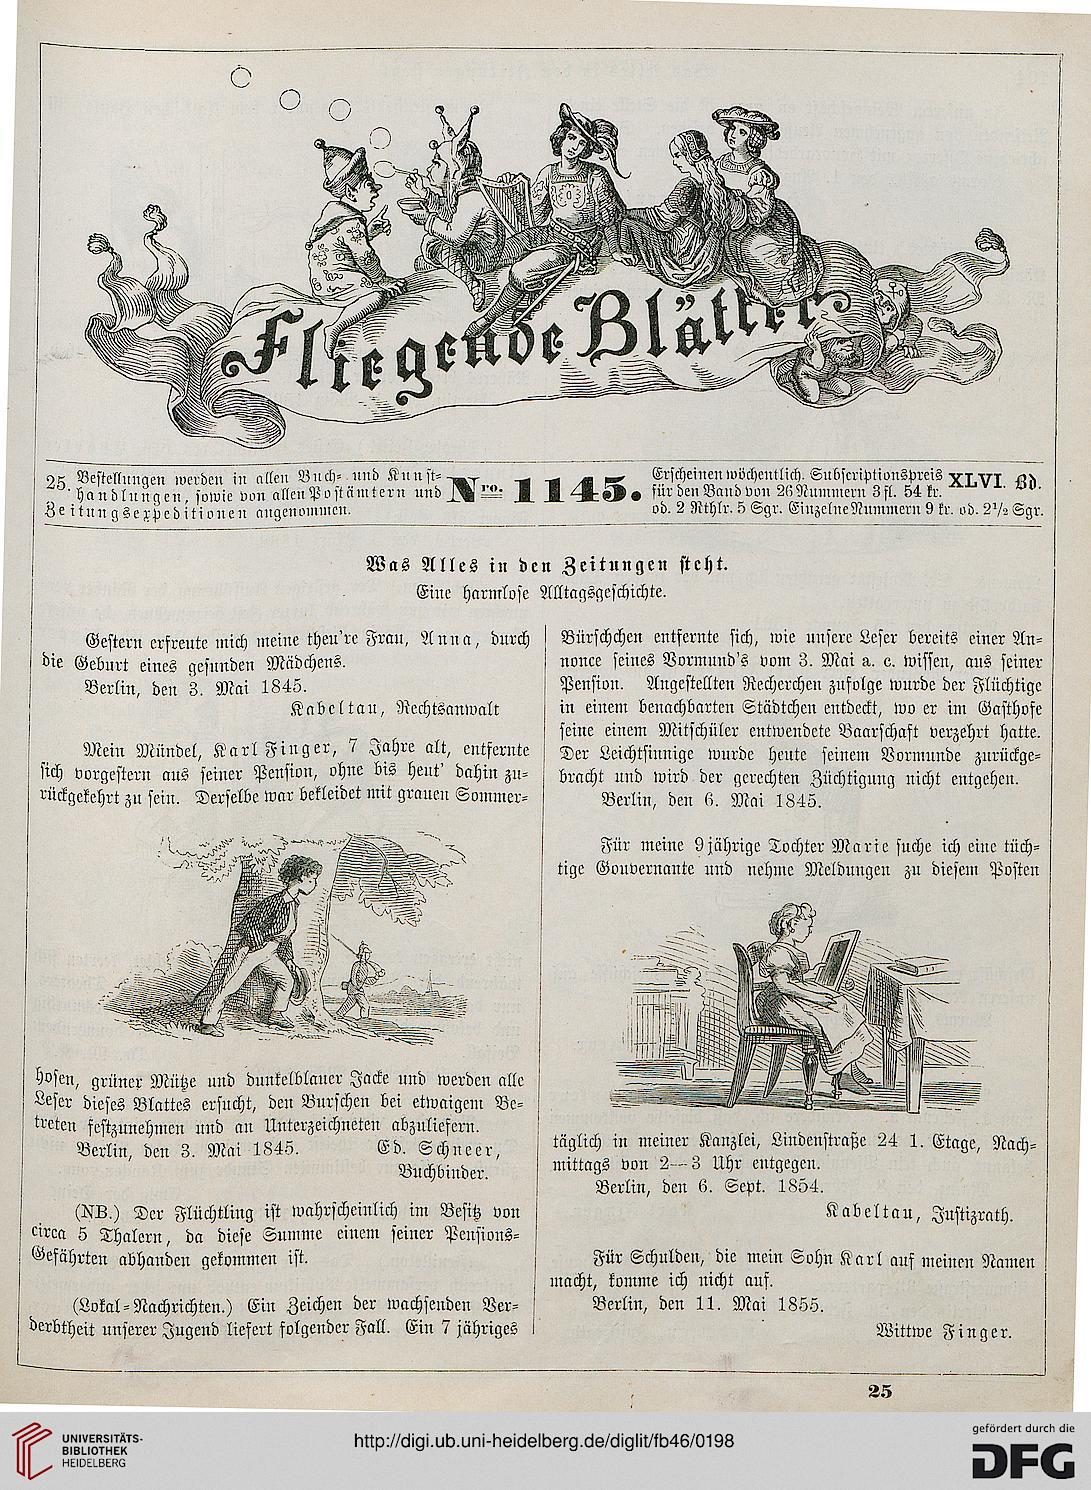 Fliegende Blätter
25.
Bestellungen werden in allen Buch- und Kunst-
handlungen, sowie von allen Postämtern und
Zeitungsexpeditionen angenommen.
Nro. 1145.
Erscheinen wöchentlich. Subscriptionspreis
für den Band von 26 Nummern 3 fl. 54 kr.
od. 2 Rthlr. 5 Sgr. Einzelne Nummern 9 kr. od. 2½ Sgr.
XLVI. Bd.
Was Alles in den Zeitungen steht.
Eine harmlose Alltagsgeschichte.
Gestern erfreute mich meine theu're Frau, Anna, durch
die Geburt eines gesunden Mädchens.
Berlin, den 3. Mai 1845.
Kabeltau, Rechtsanwalt
Mein Mündel, Karl Finger, 7 Jahre alt, entfernte
sich vorgestern aus seiner Pension, ohne bis heut' dahin zu-
rückgekehrt zu sein. Derselbe war bekleidet mit grauen Sommer-
hosen, grüner Mütze und dunkelblauer Jacke und werden alle
Leser dieses Blattes ersucht, den Burschen bei etwaigem Be-
treten festzunehmen und an Unterzeichneten abzuliefern.
Berlin, den 3. Mai 1845. Ed. Schneer,
Buchbinder.
(NB.) Der Flüchtling ist wahrscheinlich im Besitz von
circa 5 Thalern, da diese Summe einem seiner Pensions-
Gefährten abhanden gekommen ist.
(Lokal-Nachrichten.) Ein Zeichen der wachsenden Ver-
derbtheit unserer Jugend liefert folgender Fall. Ein 7 jähriges
Bürschchen entfernte sich, wie unsere Leser bereits einer An-
nonce seines Vormund's vom 3. Mai a. c. wissen, aus seiner
Pension. Angestellten Recherchen zufolge wurde der Flüchtige
in einem benachbarten Städtchen entdeckt, wo er im Gasthofe
seine einem Mitschüler entwendete Baarschaft verzehrt hatte.
Der Leichtsinnige wurde heute seinem Vormunde zurückge-
bracht und wird der gerechten Züchtigung nicht entgehen.
Berlin, den 6. Mai 1845.
Für meine 9 jährige Tochter Marie suche ich eine tüch-
tige Gouvernante und nehme Meldungen zu diesem Posten
täglich in meiner Kanzlei, Lindenstraße 24 1. Etage, Nach-
mittags von 2—3 Uhr entgegen.
Berlin, den 6. Sept. 1854.
Kabeltau, Justizrath.
Für Schulden, die mein Sohn Karl auf meinen Namen
macht, komme ich nicht auf.
Berlin, den 11. Mai 1855.
Wittwe Finger.
25
UNIVERSITÄTS-
BIBLIOTHEK
HEIDELBERG
http://digi.ub.uni-heidelberg.de/diglit/fb46/0198
gefördert durch die
DFG